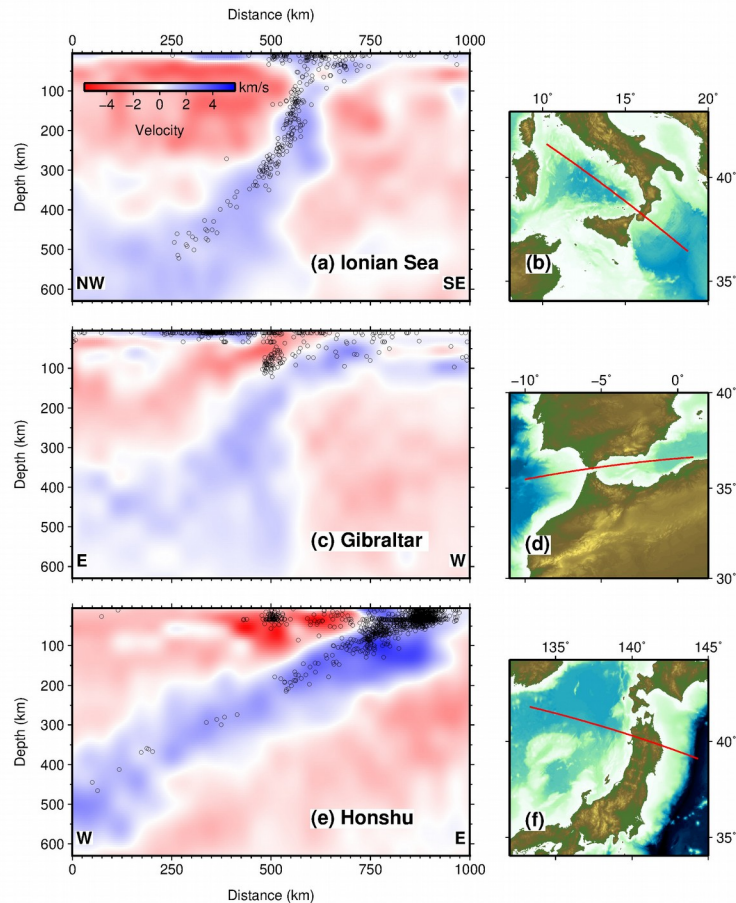 Distance (km)
0 250 500 750 1000
Depth (km)
100
200
300
400
500
600
−4 −2 0 2 4 km/s
Velocity
(a) Ionian Sea
NW SE
10° 15° 20°
40°
35°
(b)
Depth (km)
100
200
300
400
500
600
(c) Gibraltar
E W
−10° −5° 0°
40°
35°
30°
(d)
Depth (km)
100
200
300
400
500
600
(e) Honshu
W E
0 250 500 750 1000
Distance (km)
135° 140° 145°
40°
35°
(f)